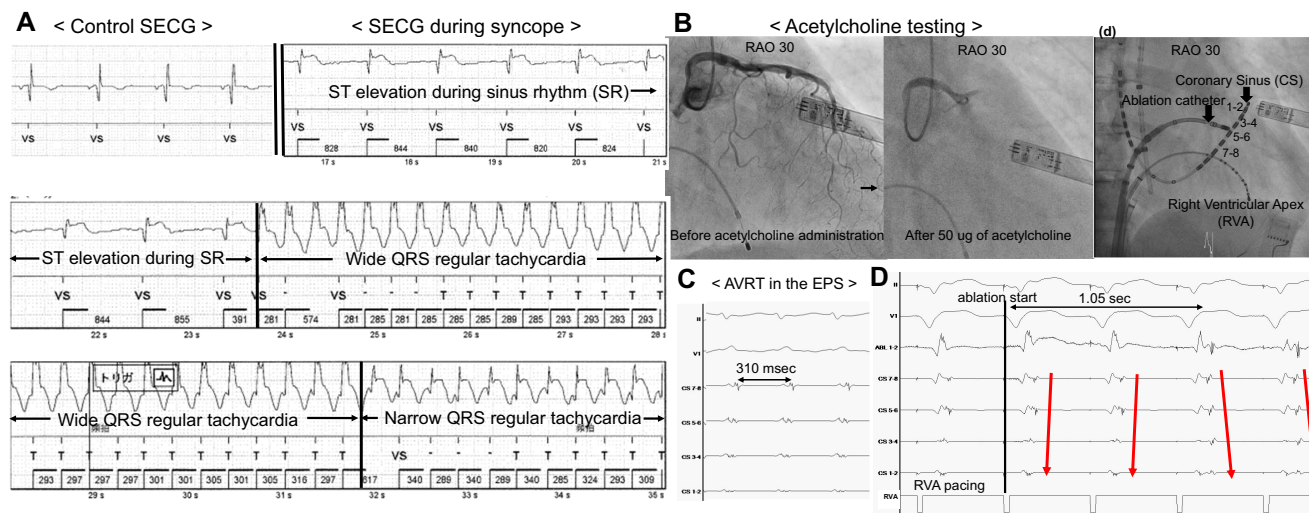 A
< Control SECG >
< SECG during syncope >
ST elevation during sinus rhythm (SR)
VS VS VS VS
VS VS VS VS VS VS
828 844 840 820 824
17 s 18 s 19 s 20 s 21 s
ST elevation during SR
Wide QRS regular tachycardia
VS VS VS VS - VS - - - T T T T T T T T
844 855 391 281 574 281 285 281 285 285 285 289 285 293 293 293 293
22 s 23 s 24 s 25 s 26 s 27 s 28 s
トリガ
Wide QRS regular tachycardia
Narrow QRS regular tachycardia
T T T T T T T T T T T T VS - - - T T T T T
293 297 297 297 301 301 305 301 305 316 297 617 340 289 340 289 340 285 324 293 309
29 s 30 s 31 s 32 s 33 s 34 s 35 s
B
< Acetylcholine testing >
RAO 30
Before acetylcholine administration
RAO 30
After 50 ug of acetylcholine
(d)
RAO 30
Coronary Sinus (CS)
Ablation catheter
1-2
3-4
5-6
7-8
Right Ventricular Apex
(RVA)
C
< AVRT in the EPS >
II
V1
310 msec
CS 7-8
CS 5-6
CS 3-4
CS 1-2
D
II
ablation start
1.05 sec
V1
ABL 1-2
CS 7-8
CS 5-6
CS 3-4
CS 1-2
RVA pacing
RVA